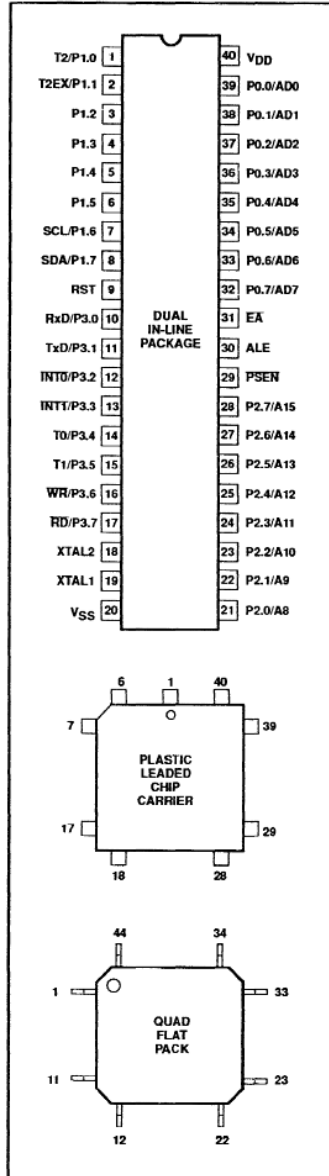 T2/P1.0 1 40 VDD
T2EX/P1.1 2 39 P0.0/AD0
P1.2 3 38 P0.1/AD1
P1.3 4 37 P0.2/AD2
P1.4 5 36 P0.3/AD3
P1.5 6 35 P0.4/AD4
SCL/P1.6 7 34 P0.5/AD5
SDA/P1.7 8 33 P0.6/AD6
RST 9 32 P0.7/AD7
RxD/P3.0 10 31 E̅A̅
TxD/P3.1 11 30 ALE
I̅N̅T̅0̅/P3.2 12 29 P̅S̅E̅N̅
I̅N̅T̅1̅/P3.3 13 28 P2.7/A15
T0/P3.4 14 27 P2.6/A14
T1/P3.5 15 26 P2.5/A13
W̅R̅/P3.6 16 25 P2.4/A12
R̅D̅/P3.7 17 24 P2.3/A11
XTAL2 18 23 P2.2/A10
XTAL1 19 22 P2.1/A9
VSS 20 21 P2.0/A8
DUAL
IN-LINE
PACKAGE
6 1 40
7 39
PLASTIC
LEADED
CHIP
CARRIER
17 29
18 28
44 34
1 33
QUAD
FLAT
PACK
11 23
12 22